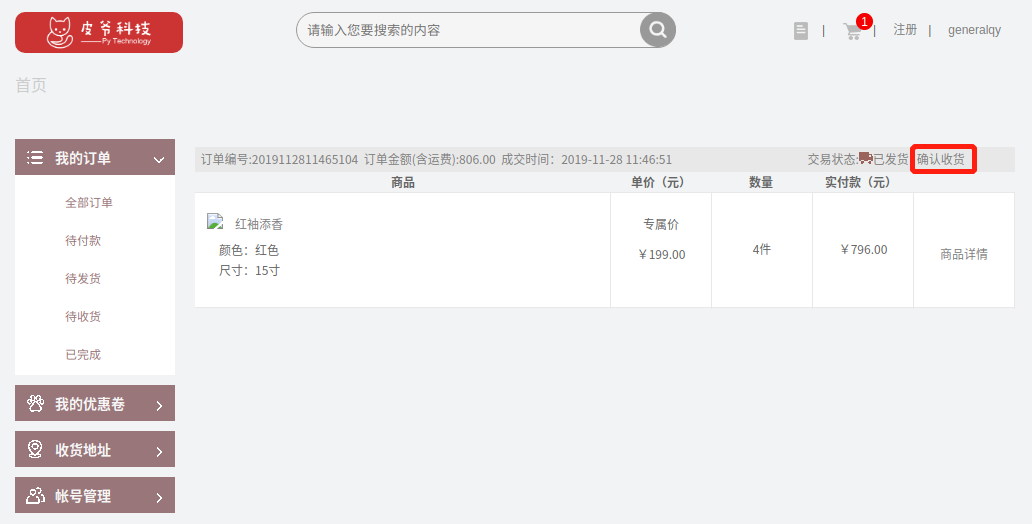 皮爷科技
——Py Technology
请输入您要搜索的内容
1
注册
generalqy
首页
我的订单
全部订单
待付款
待发货
待收货
已完成
我的优惠卷
收货地址
帐号管理
订单编号:2019112811465104 订单金额(含运费):806.00 成交时间：2019-11-28 11:46:51
交易状态:已发货 确认收货
商品 单价（元） 数量 实付款（元）
红袖添香
颜色：红色
尺寸：15寸
专属价
￥199.00
4件
￥796.00
商品详情